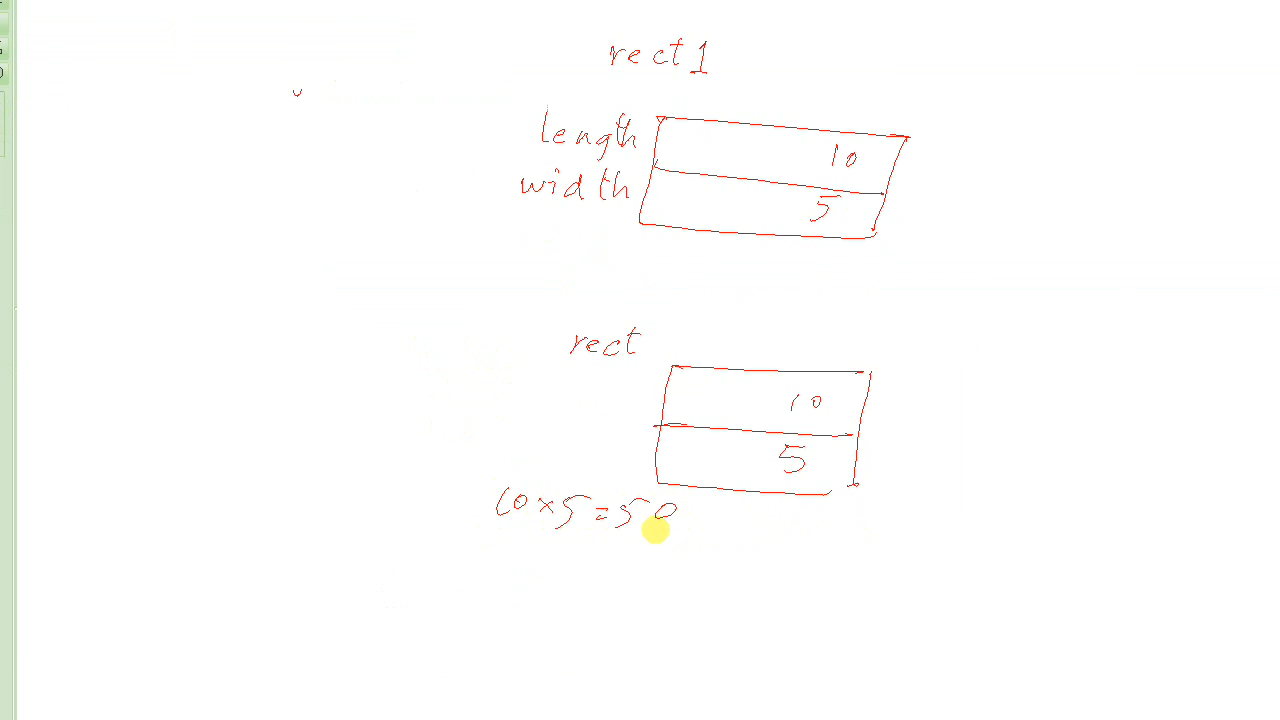 rect1
length 10
width 5
rect
10
5
10×5=50